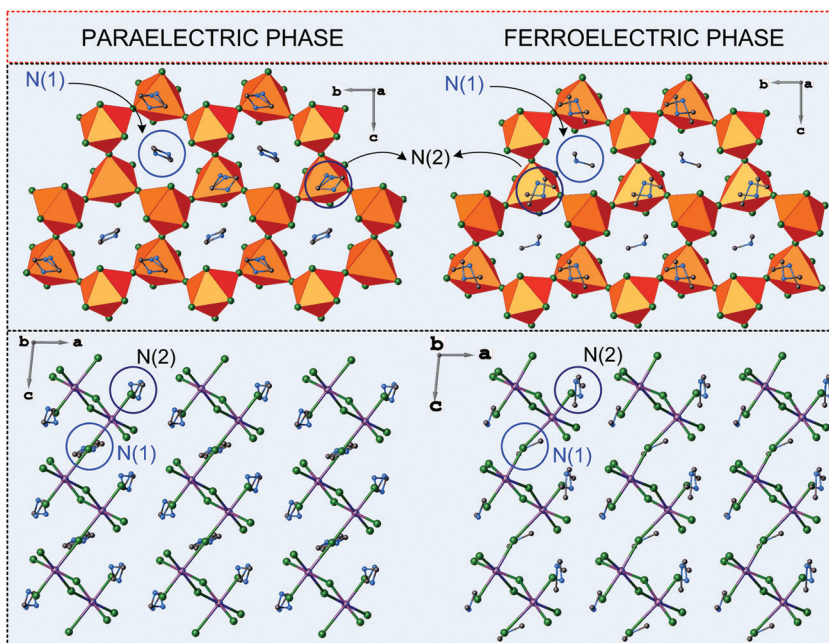 PARAELECTRIC PHASE
FERROELECTRIC PHASE
N(1)
b a
c
N(1)
b a
c
N(2)
b a
c
N(2)
N(1)
b a
c
N(2)
N(1)